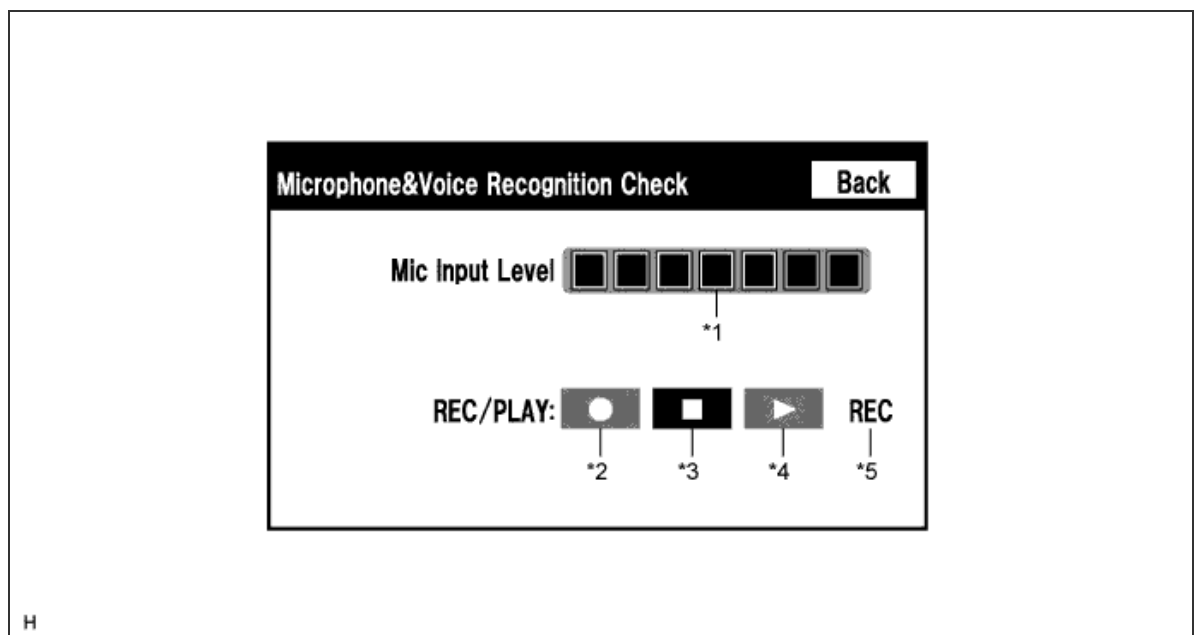 Microphone&Voice Recognition Check Back
Mic Input Level
*1
REC/PLAY: REC
*2 *3 *4 *5
H